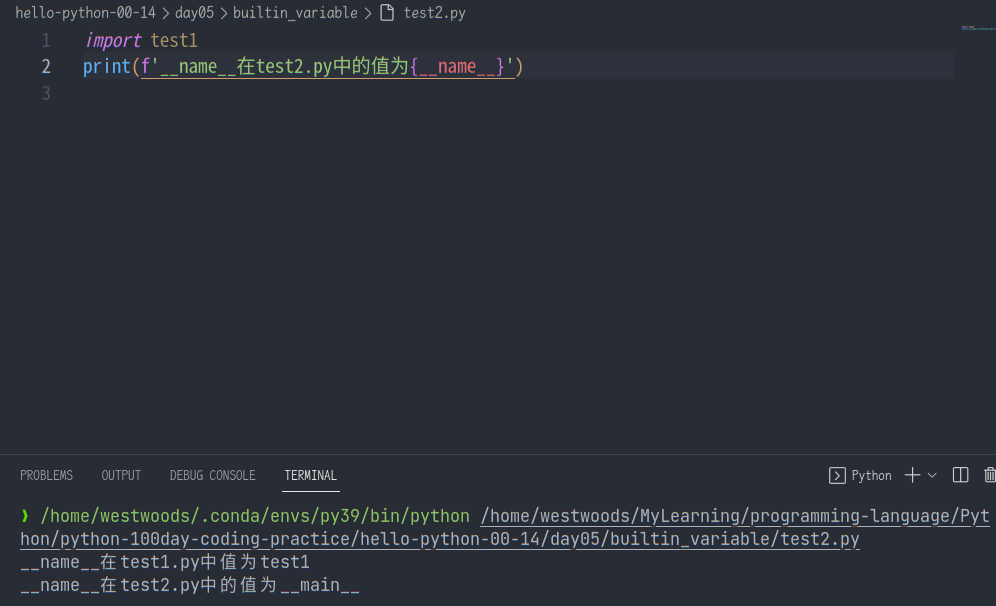 hello-python-00-14 > day05 > builtin_variable > test2.py
1 import test1
2 print(f'__name__在test2.py中的值为{__name__}')
3
PROBLEMS OUTPUT DEBUG CONSOLE TERMINAL Python
❯ /home/westwoods/.conda/envs/py39/bin/python /home/westwoods/MyLearning/programming-language/Pyt
hon/python-100day-coding-practice/hello-python-00-14/day05/builtin_variable/test2.py
__name__在test1.py中值为test1
__name__在test2.py中的值为__main__